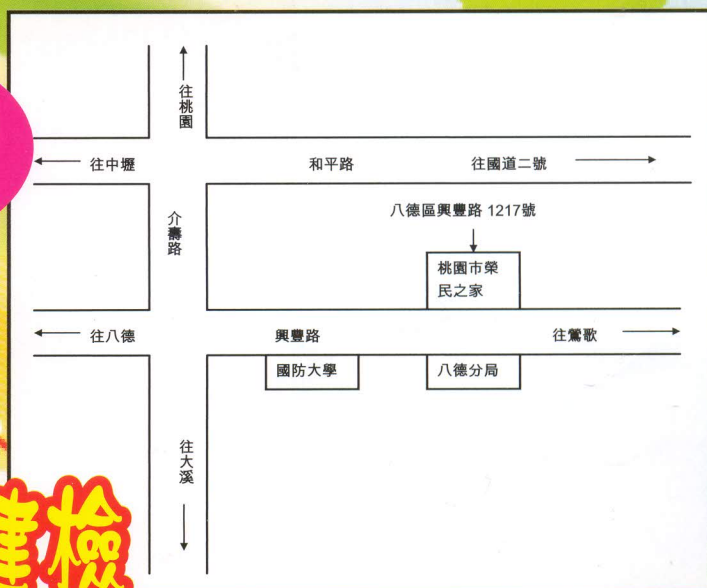 往桃園
往中壢
和平路
往國道二號
介壽路
八德區興豐路 1217號
桃園市榮
民之家
往八德
興豐路
往鶯歌
國防大學
八德分局
往大溪
健檢